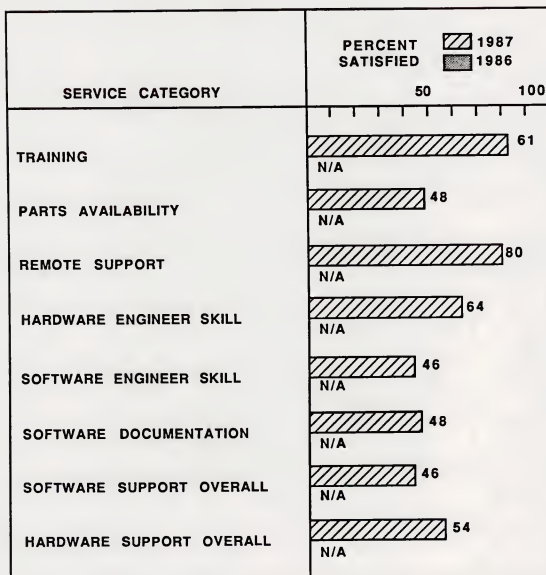 PERCENT SATISFIED 1987
1986
SERVICE CATEGORY
50 100
TRAINING 61
N/A
PARTS AVAILABILITY 48
N/A
REMOTE SUPPORT 80
N/A
HARDWARE ENGINEER SKILL 64
N/A
SOFTWARE ENGINEER SKILL 46
N/A
SOFTWARE DOCUMENTATION 48
N/A
SOFTWARE SUPPORT OVERALL 46
N/A
HARDWARE SUPPORT OVERALL 54
N/A